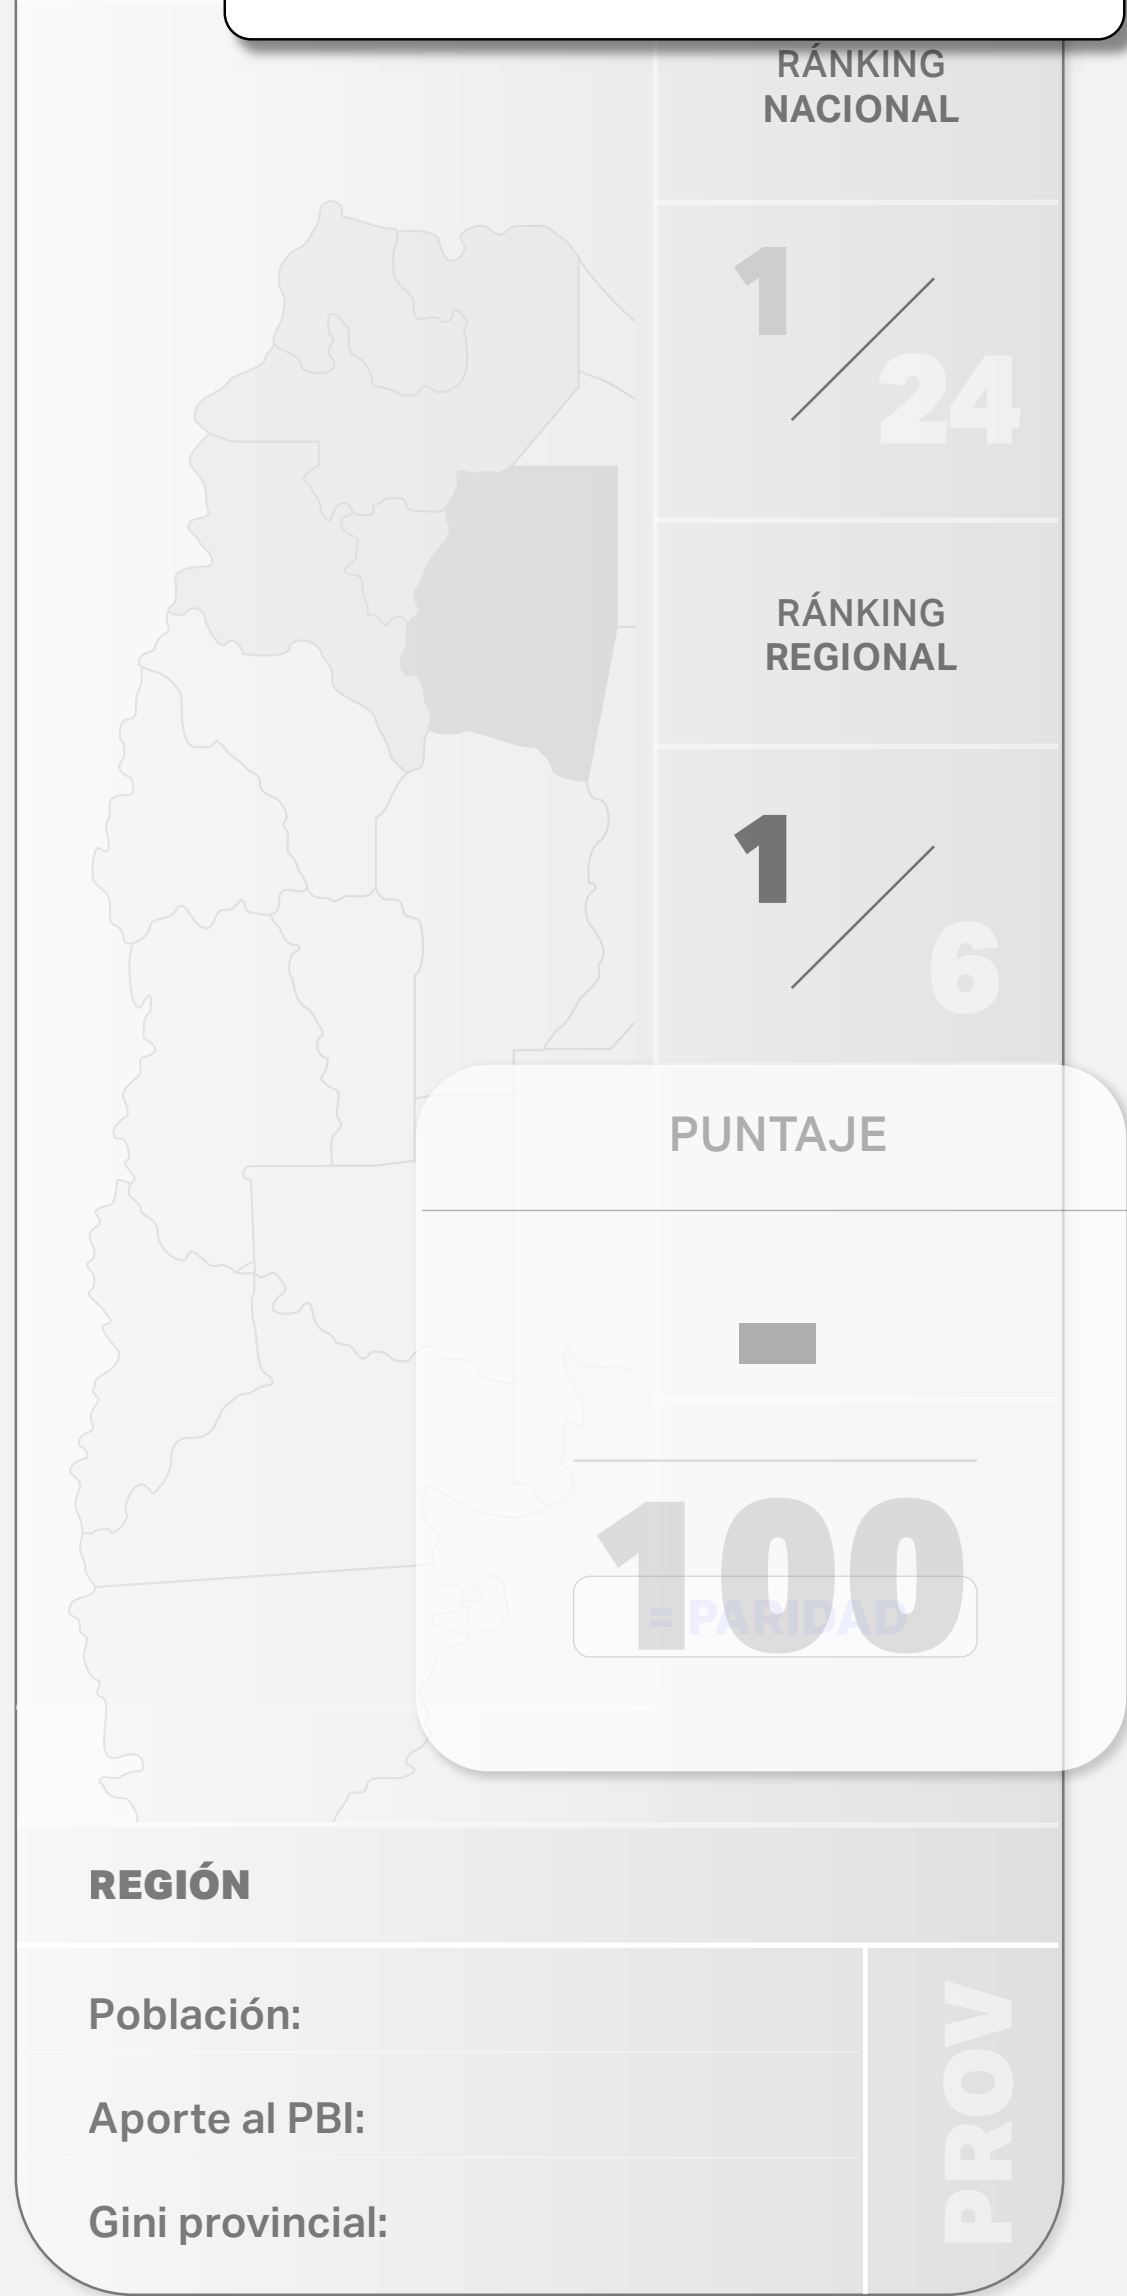 RÁNKING
NACIONAL
1
24
RÁNKING
REGIONAL
1
6
PUNTAJE
-
100
= PARIDAD
REGIÓN
Población:
Aporte al PBI:
Gini provincial:
PROV